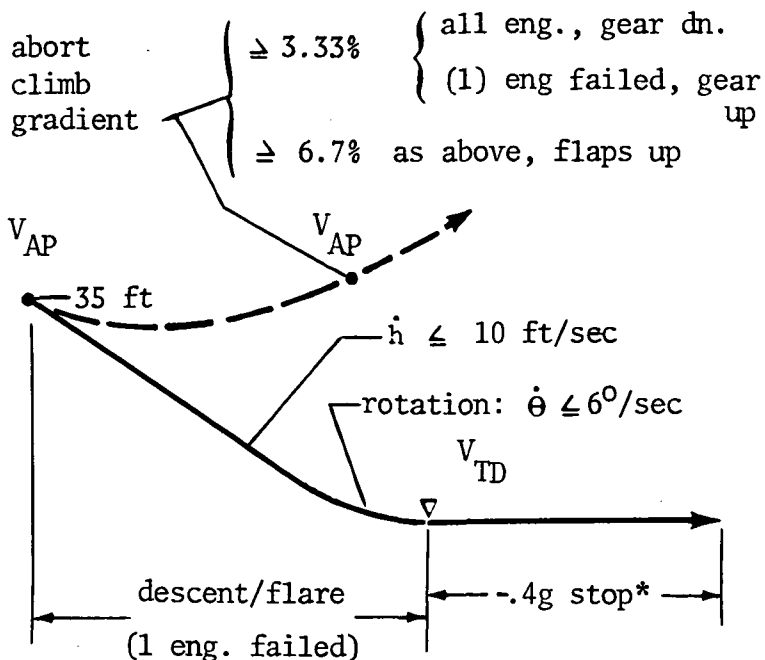 abort
climb
gradient
≧ 3.33%
all eng., gear dn.
(1) eng failed, gear
up
≧ 6.7% as above, flaps up
V_AP
V_AP
35 ft
ḣ ≦ 10 ft/sec
rotation: θ̇ ≦ 6°/sec
V_TD
descent/flare
(1 eng. failed)
-.4g stop*